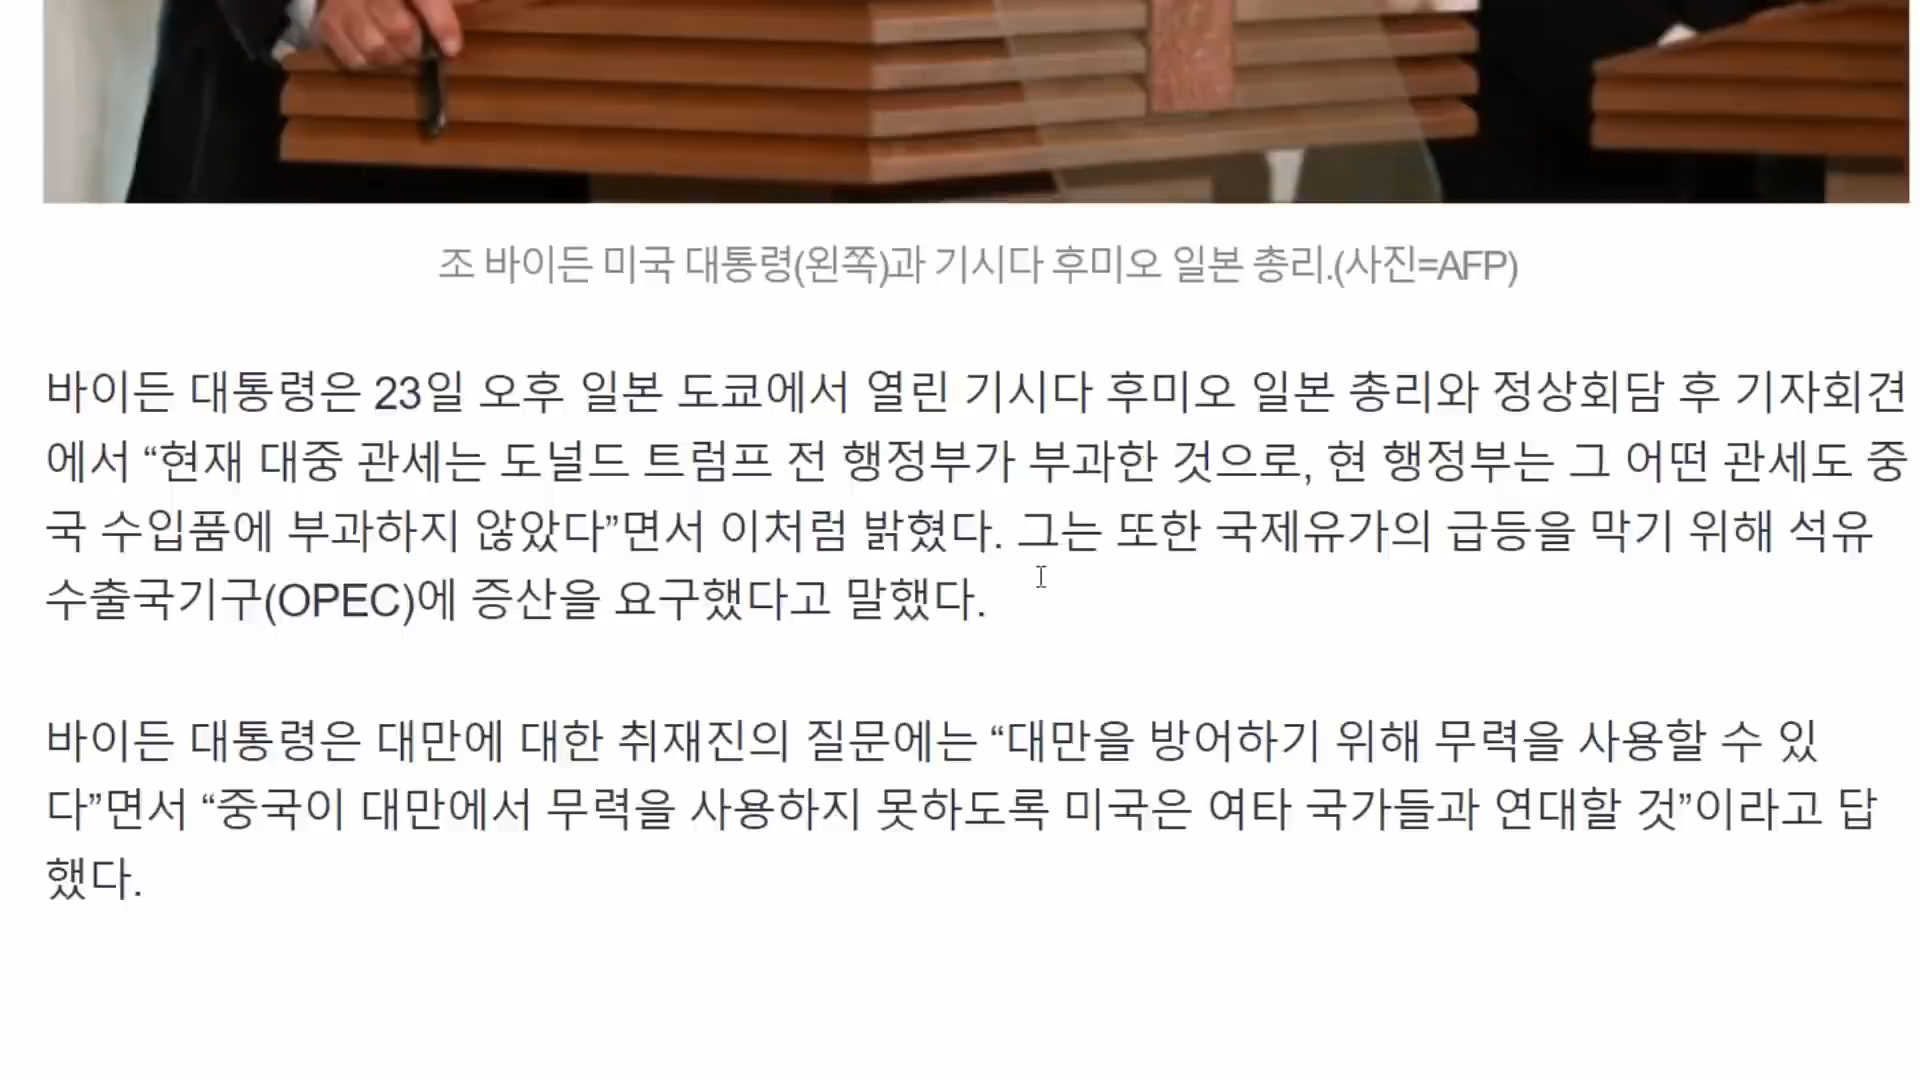 조 바이든 미국 대통령(왼쪽)과 기시다 후미오 일본 총리.(사진=AFP)
바이든 대통령은 23일 오후 일본 도쿄에서 열린 기시다 후미오 일본 총리와 정상회담 후 기자회견
에서 “현재 대중 관세는 도널드 트럼프 전 행정부가 부과한 것으로, 현 행정부는 그 어떤 관세도 중
국 수입품에 부과하지 않았다”면서 이처럼 밝혔다. 그는 또한 국제유가의 급등을 막기 위해 석유
수출국기구(OPEC)에 증산을 요구했다고 말했다.
바이든 대통령은 대만에 대한 취재진의 질문에는 “대만을 방어하기 위해 무력을 사용할 수 있
다”면서 “중국이 대만에서 무력을 사용하지 못하도록 미국은 여타 국가들과 연대할 것”이라고 답
했다.